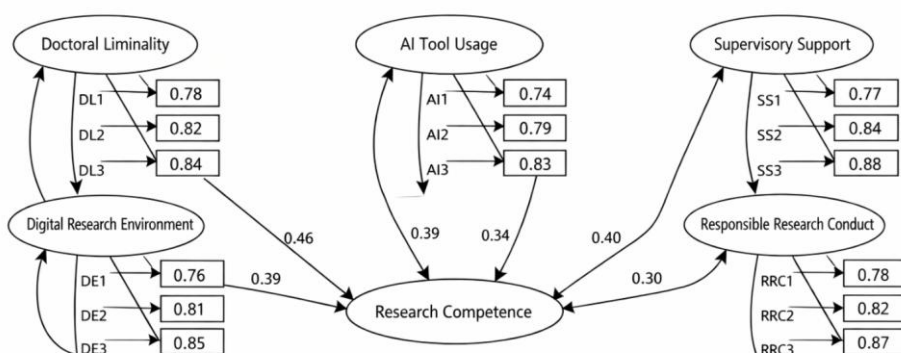 Doctoral Liminality
AI Tool Usage
Supervisory Support
DL1 0.78
DL2 0.82
DL3 0.84
AI1 0.74
AI2 0.79
AI3 0.83
SS1 0.77
SS2 0.84
SS3 0.88
Digital Research Environment
Responsible Research Conduct
0.46
0.39
0.34
0.40
DE1 0.76
DE2 0.81
DE3 0.85
0.39
Research Competence
0.30
RRC1 0.78
RRC2 0.82
RRC3 0.87